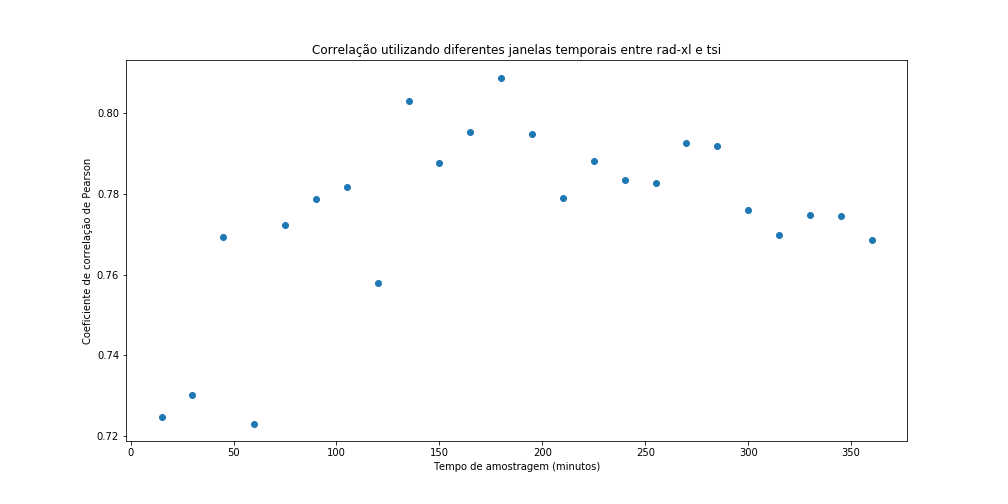 Correlação utilizando diferentes janelas temporais entre rad-xl e tsi
Coeficiente de correlação de Pearson
0.80
0.78
0.76
0.74
0.72
0 50 100 150 200 250 300 350
Tempo de amostragem (minutos)